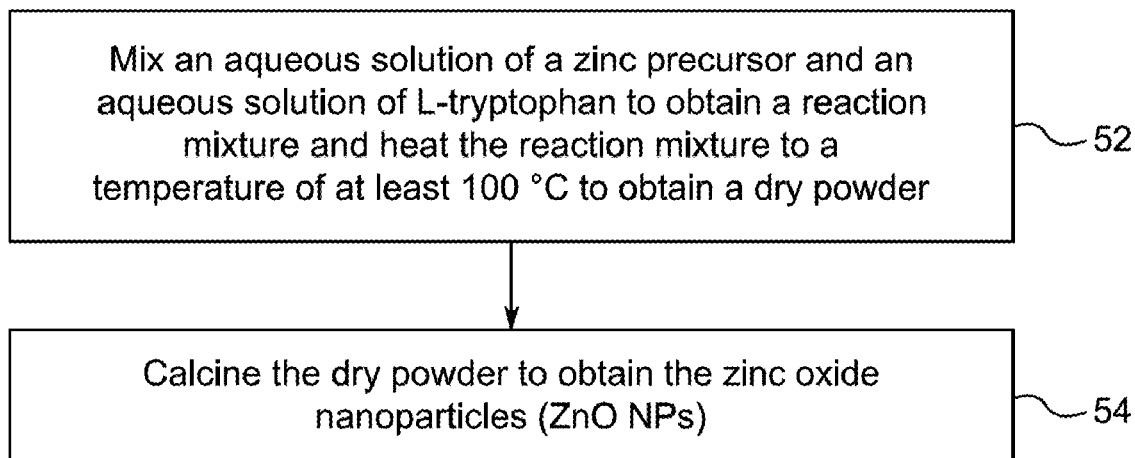 Mix an aqueous solution of a zinc precursor and an
aqueous solution of L-tryptophan to obtain a reaction
mixture and heat the reaction mixture to a
temperature of at least 100 °C to obtain a dry powder
52
Calcine the dry powder to obtain the zinc oxide
nanoparticles (ZnO NPs)
54